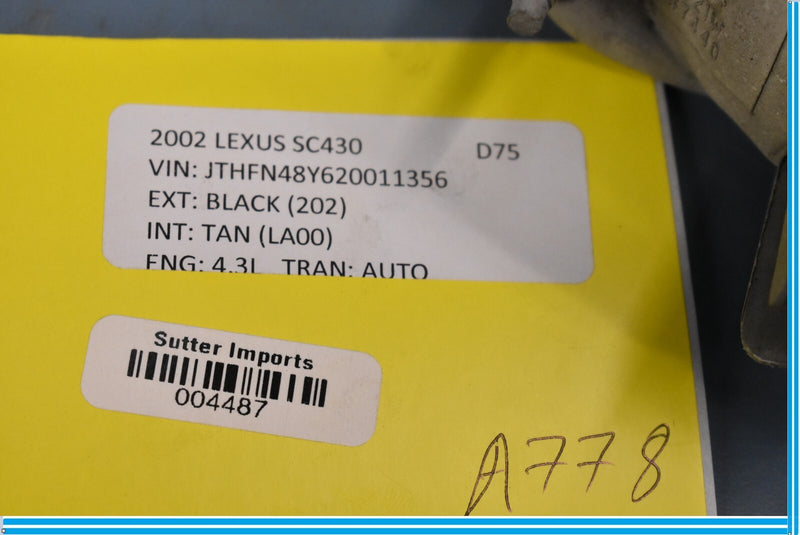 2002 LEXUS SC430 D75
VIN: JTHFN48Y620011356
EXT: BLACK (202)
INT: TAN (LA00)
ENG: 4.3L TRAN: AUTO
Sutter Imports
004487
A778